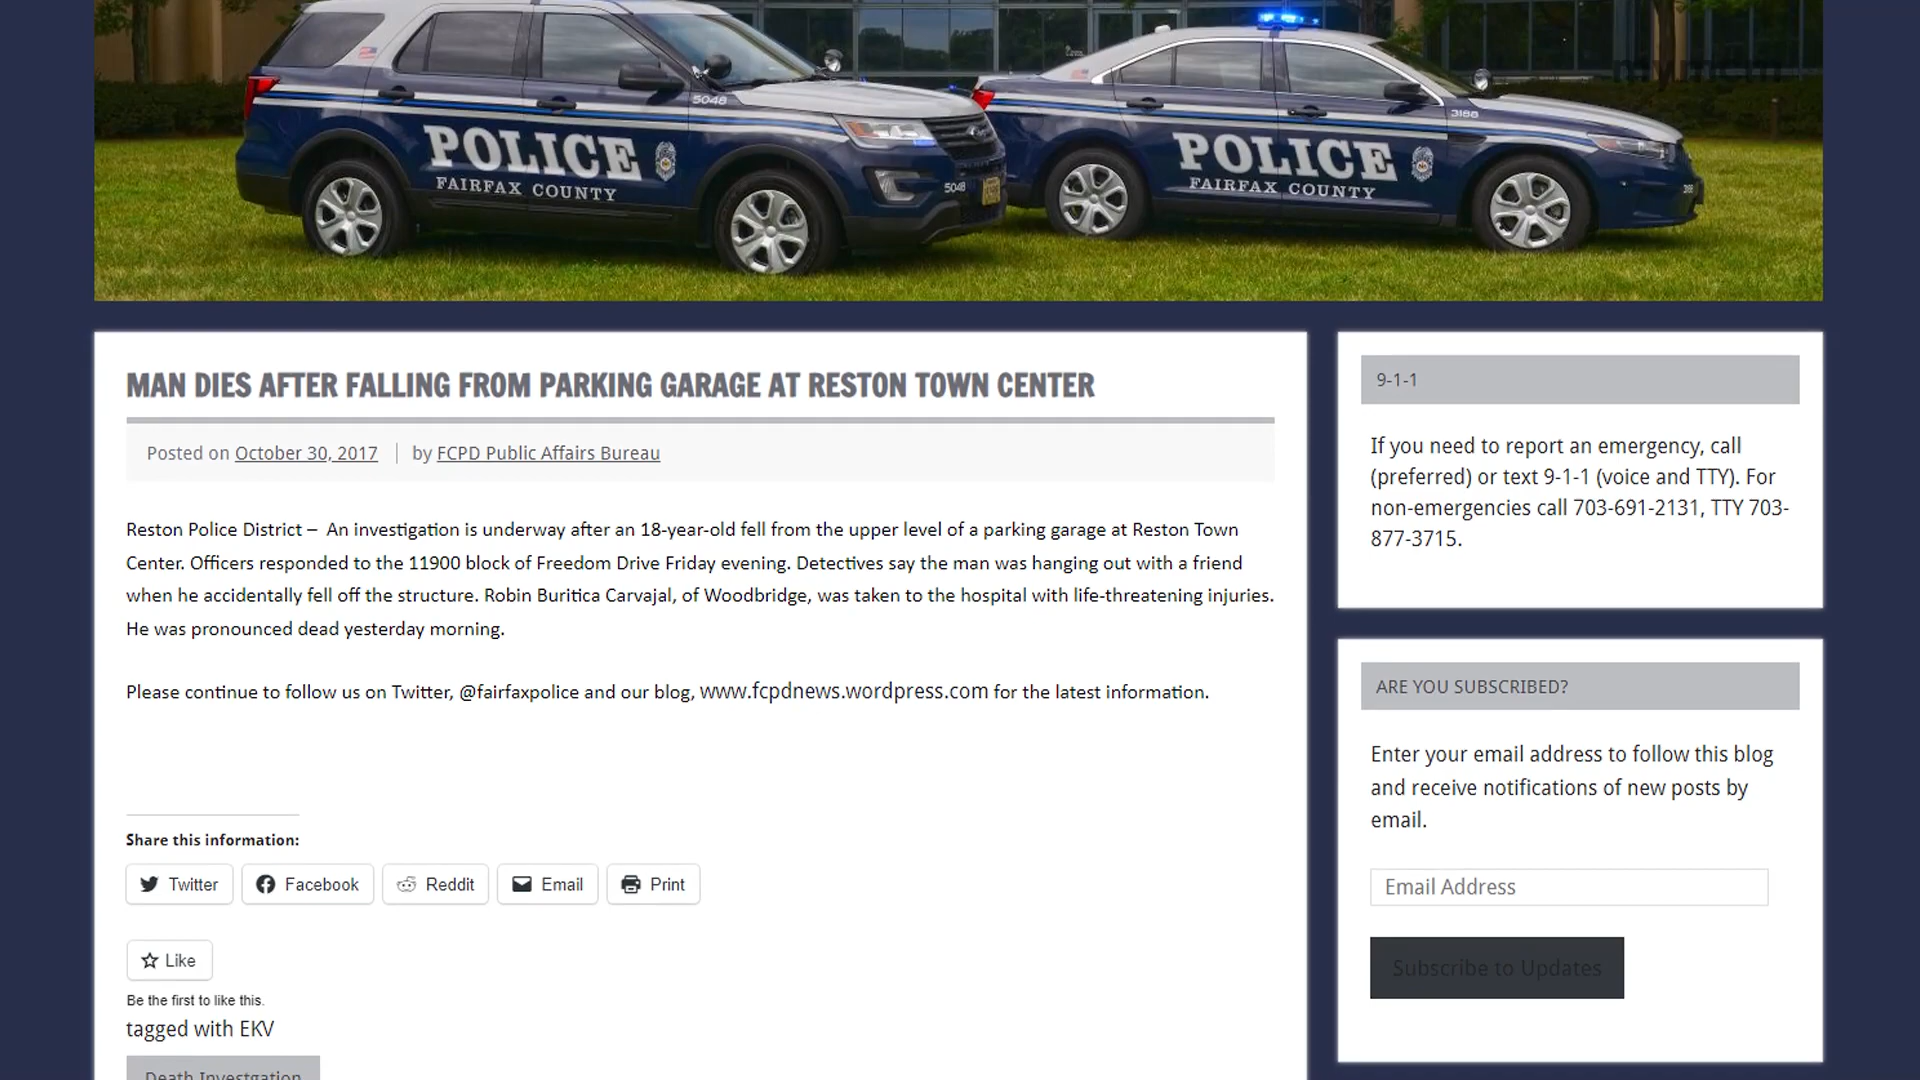 5048
POLICE
FAIRFAX COUNTY
5048
3188
POLICE
FAIRFAX COUNTY
MAN DIES AFTER FALLING FROM PARKING GARAGE AT RESTON TOWN CENTER
Posted on October 30, 2017 | by FCPD Public Affairs Bureau
Reston Police District –  An investigation is underway after an 18-year-old fell from the upper level of a parking garage at Reston Town
Center. Officers responded to the 11900 block of Freedom Drive Friday evening. Detectives say the man was hanging out with a friend
when he accidentally fell off the structure. Robin Buritica Carvajal, of Woodbridge, was taken to the hospital with life-threatening injuries.
He was pronounced dead yesterday morning.
Please continue to follow us on Twitter, @fairfaxpolice and our blog, www.fcpdnews.wordpress.com for the latest information.
Share this information:
Twitter
Facebook
Reddit
Email
Print
Like
Be the first to like this.
tagged with EKV
Death Investgation
9-1-1
If you need to report an emergency, call
(preferred) or text 9-1-1 (voice and TTY). For
non-emergencies call 703-691-2131, TTY 703-
877-3715.
ARE YOU SUBSCRIBED?
Enter your email address to follow this blog
and receive notifications of new posts by
email.
Email Address
Subscribe to Updates